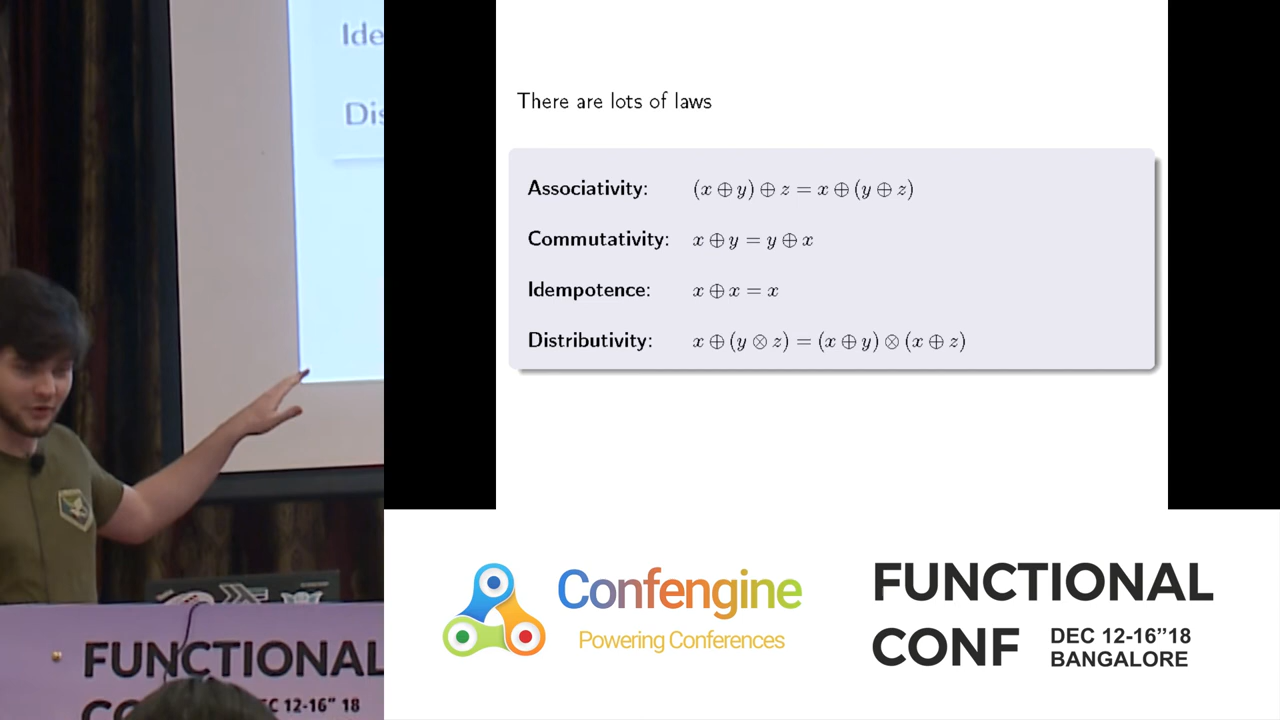 Ide
Dis
There are lots of laws
Associativity: (x ⊕ y) ⊕ z = x ⊕ (y ⊕ z)
Commutativity: x ⊕ y = y ⊕ x
Idempotence: x ⊕ x = x
Distributivity: x ⊕ (y ⊗ z) = (x ⊕ y) ⊗ (x ⊕ z)
Confengine
Powering Conferences
FUNCTIONAL
CONF DEC 12-16”18
BANGALORE
FUNCTIONAL
CO C 12-16” 18